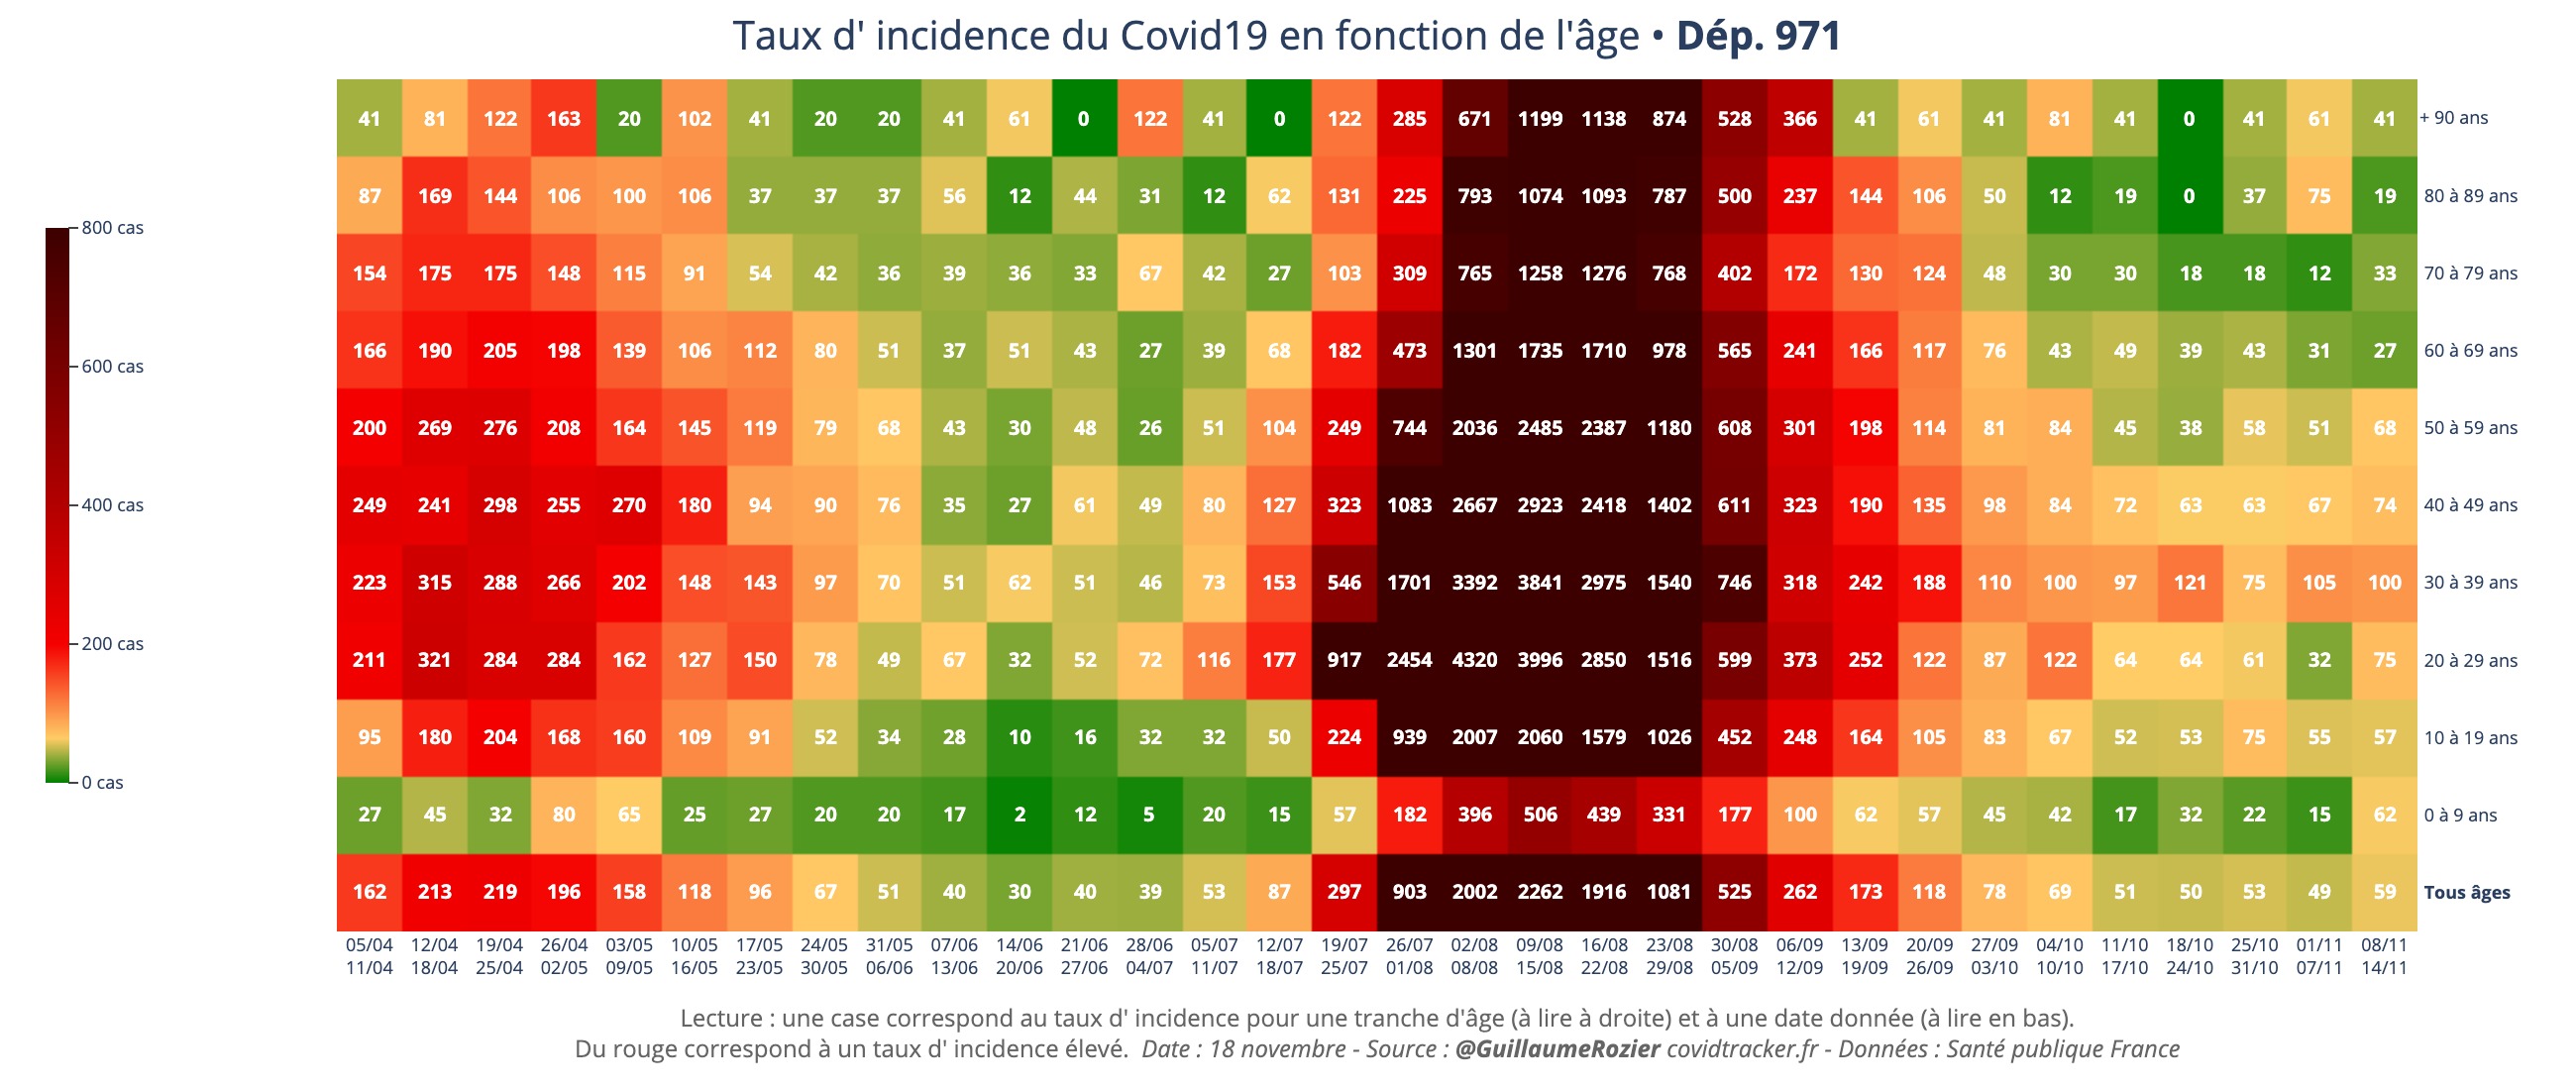 Taux d' incidence du Covid19 en fonction de l'âge • Dép. 971
41 81 122 163 20 102 41 20 20 41 61 0 122 41 0 122 285 671 1199 1138 874 528 366 41 61 41 81 41 0 41 61 41 + 90 ans
87 169 144 106 100 106 37 37 37 56 12 44 31 12 62 131 225 793 1074 1093 787 500 237 144 106 50 12 19 0 37 75 19 80 à 89 ans
800 cas
154 175 175 148 115 91 54 42 36 39 36 33 67 42 27 103 309 765 1258 1276 768 402 172 130 124 48 30 30 18 18 12 33 70 à 79 ans
166 190 205 198 139 106 112 80 51 37 51 43 27 39 68 182 473 1301 1735 1710 978 565 241 166 117 76 43 49 39 43 31 27 60 à 69 ans
600 cas
200 269 276 208 164 145 119 79 68 43 30 48 26 51 104 249 744 2036 2485 2387 1180 608 301 198 114 81 84 45 38 58 51 68 50 à 59 ans
400 cas
249 241 298 255 270 180 94 90 76 35 27 61 49 80 127 323 1083 2667 2923 2418 1402 611 323 190 135 98 84 72 63 63 67 74 40 à 49 ans
223 315 288 266 202 148 143 97 70 51 62 51 46 73 153 546 1701 3392 3841 2975 1540 746 318 242 188 110 100 97 121 75 105 100 30 à 39 ans
200 cas
211 321 284 284 162 127 150 78 49 67 32 52 72 116 177 917 2454 4320 3996 2850 1516 599 373 252 122 87 122 64 64 61 32 75 20 à 29 ans
95 180 204 168 160 109 91 52 34 28 10 16 32 32 50 224 939 2007 2060 1579 1026 452 248 164 105 83 67 52 53 75 55 57 10 à 19 ans
0 cas
27 45 32 80 65 25 27 20 20 17 2 12 5 20 15 57 182 396 506 439 331 177 100 62 57 45 42 17 32 22 15 62 0 à 9 ans
162 213 219 196 158 118 96 67 51 40 30 40 39 53 87 297 903 2002 2262 1916 1081 525 262 173 118 78 69 51 50 53 49 59 Tous âges
05/04 12/04 19/04 26/04 03/05 10/05 17/05 24/05 31/05 07/06 14/06 21/06 28/06 05/07 12/07 19/07 26/07 02/08 09/08 16/08 23/08 30/08 06/09 13/09 20/09 27/09 04/10 11/10 18/10 25/10 01/11 08/11
11/04 18/04 25/04 02/05 09/05 16/05 23/05 30/05 06/06 13/06 20/06 27/06 04/07 11/07 18/07 25/07 01/08 08/08 15/08 22/08 29/08 05/09 12/09 19/09 26/09 03/10 10/10 17/10 24/10 31/10 07/11 14/11
Lecture : une case correspond au taux d' incidence pour une tranche d'âge (à lire à droite) et à une date donnée (à lire en bas).
Du rouge correspond à un taux d' incidence élevé. Date : 18 novembre - Source : @GuillaumeRozier covidtracker.fr - Données : Santé publique France